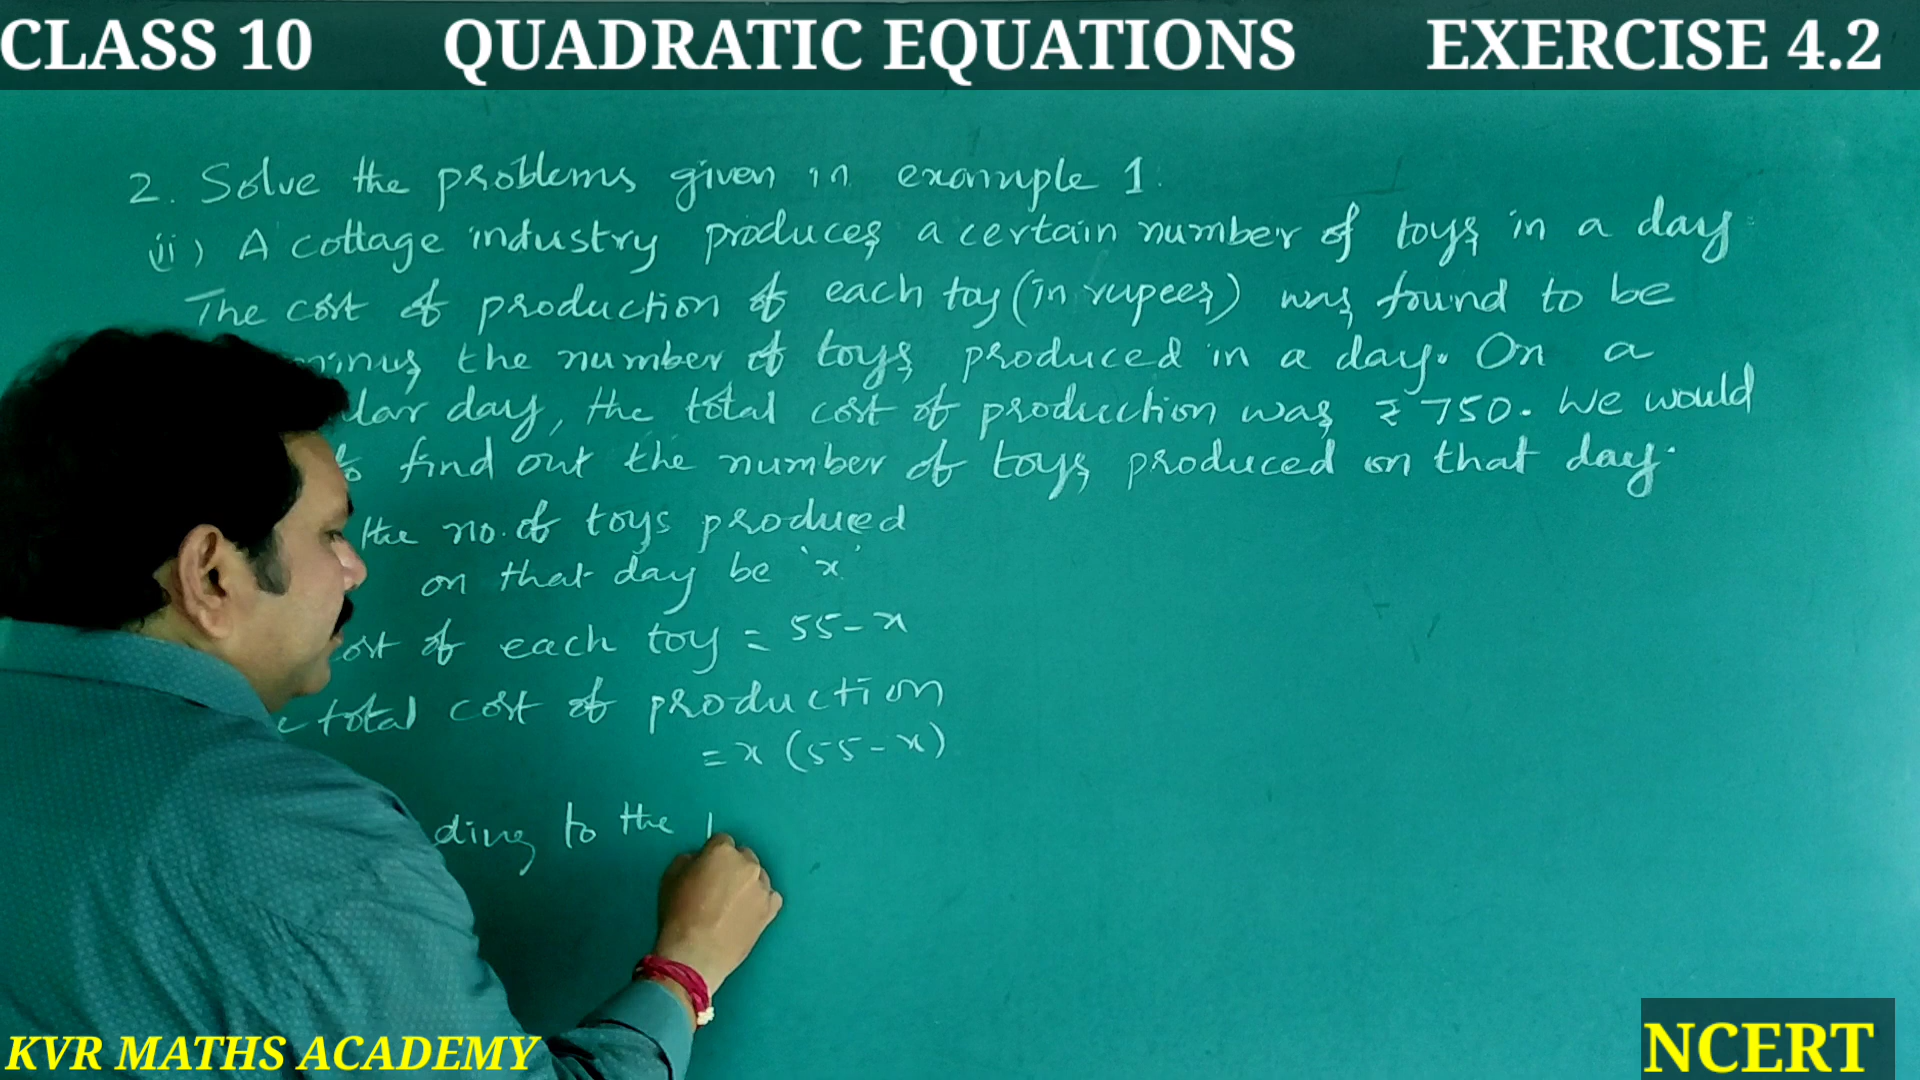 CLASS 10 QUADRATIC EQUATIONS EXERCISE 4.2
2. Solve the problems given in example 1.
(ii) A cottage industry produces a certain number of toys in a day.
The cost of production of each toy (in rupees) was found to be
minus the number of toys produced in a day. On a
lar day, the total cost of production was ₹750. We would
to find out the number of toys produced on that day.
the no. of toys produced
on that day be 'x'
ost of each toy = 55-x
e total cost of production
= x (55-x)
ding to the
KVR MATHS ACADEMY
NCERT